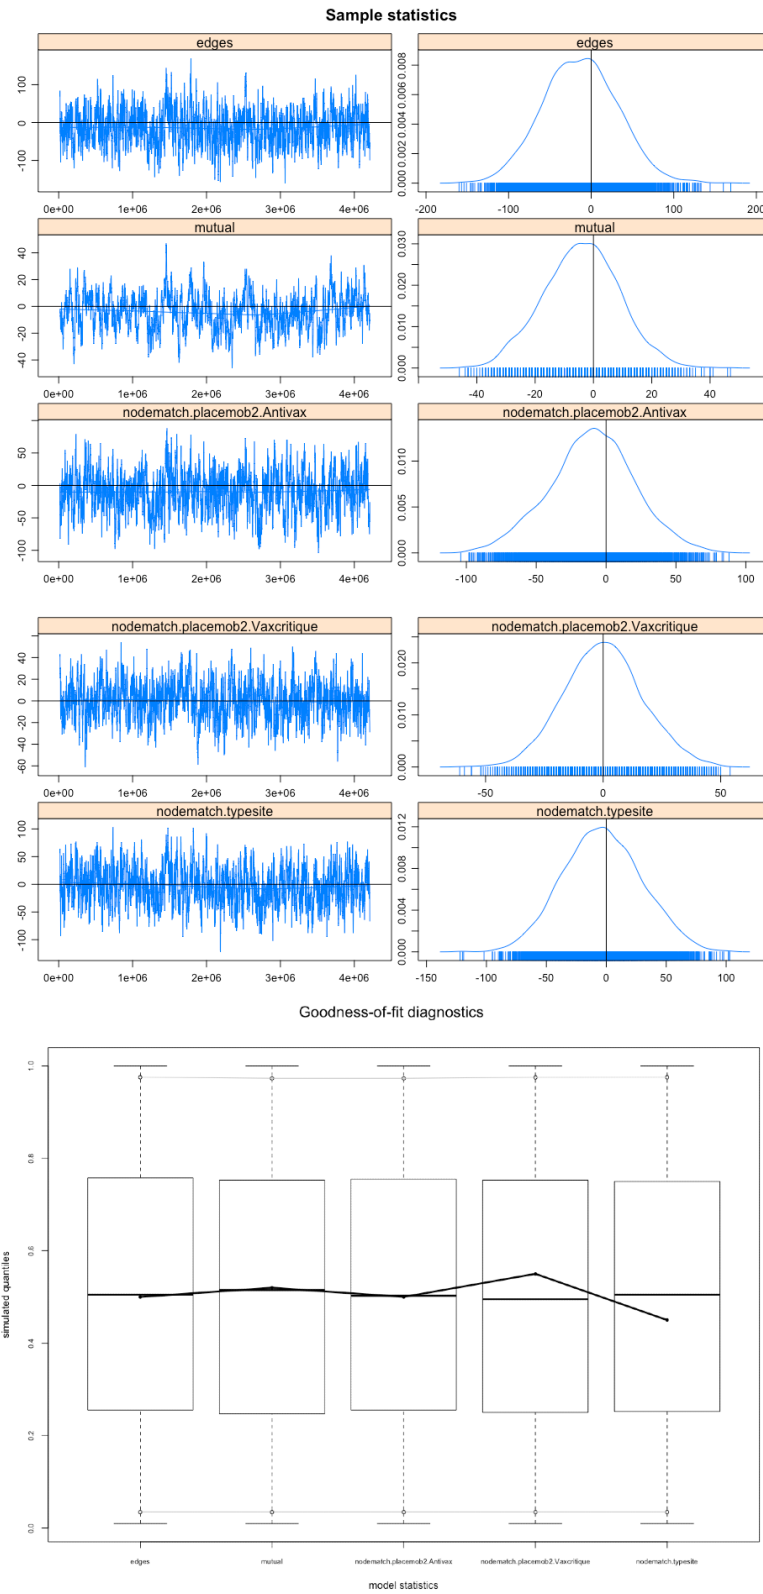 Sample statistics
edges
edges
100
0
-100
0e+00 1e+06 2e+06 3e+06 4e+06
0.000 0.002 0.004 0.006 0.008
-200 -100 0 100 200
mutual
mutual
40
20
0
-20
40
0e+00 1e+06 2e+06 3e+06 4e+06
0.000 0.010 0.020 0.030
-40 -20 0 20 40
nodematch.placemob2.Antivax
nodematch.placemob2.Antivax
50
0
-50
-100
0e+00 1e+06 2e+06 3e+06 4e+06
0.000 0.005 0.010
-100 -50 0 50 100
nodematch.placemob2.Vaxcritique
nodematch.placemob2.Vaxcritique
40
20
0
-20
-60
0e+00 1e+06 2e+06 3e+06 4e+06
0.000 0.010 0.020
-50 0 50
nodematch.typesite
nodematch.typesite
100
50
0
-50
-100
0e+00 1e+06 2e+06 3e+06 4e+06
0.000 0.004 0.008 0.012
-150 -100 -50 0 50 100
Goodness-of-fit diagnostics
simulated quantiles
1.0
0.8
0.6
0.4
0.2
0.0
edges mutual nodematch.placemob2.Antivax nodematch.placemob2.Vaxcritique nodematch.typesite
model statistics